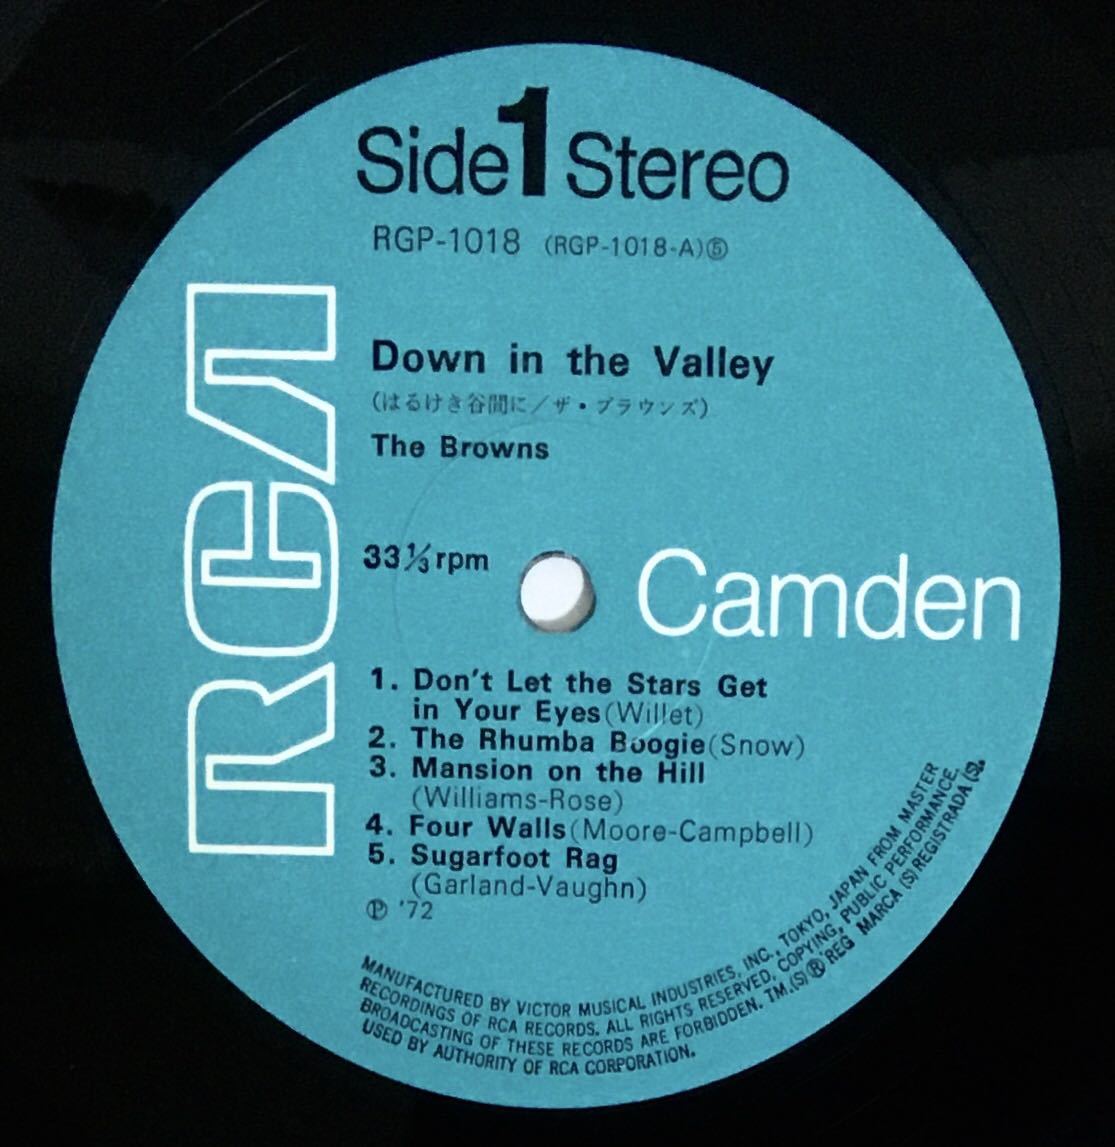 Side 1 Stereo
RGP-1018 (RGP-1018-A)⑤
RCA
Down in the Valley
(はるけき谷間に/ザ・ブラウンズ)
The Browns
33⅓rpm
Camden
1. Don't Let the Stars Get
in Your Eyes(Willet)
2. The Rhumba Boogie(Snow)
3. Mansion on the Hill
(Williams-Rose)
4. Four Walls(Moore-Campbell)
5. Sugarfoot Rag
(Garland-Vaughn)
℗ '72
MANUFACTURED BY VICTOR MUSICAL INDUSTRIES, INC., TOKYO, JAPAN FROM MASTER
RECORDINGS OF RCA RECORDS. ALL RIGHTS RESERVED, COPYING, PUBLIC PERFORMANCE,
BROADCASTING OF THESE RECORDS ARE FORBIDDEN. TM.(S)® REG MARCA (S) REGISTRADA (S).
USED BY AUTHORITY OF RCA CORPORATION.